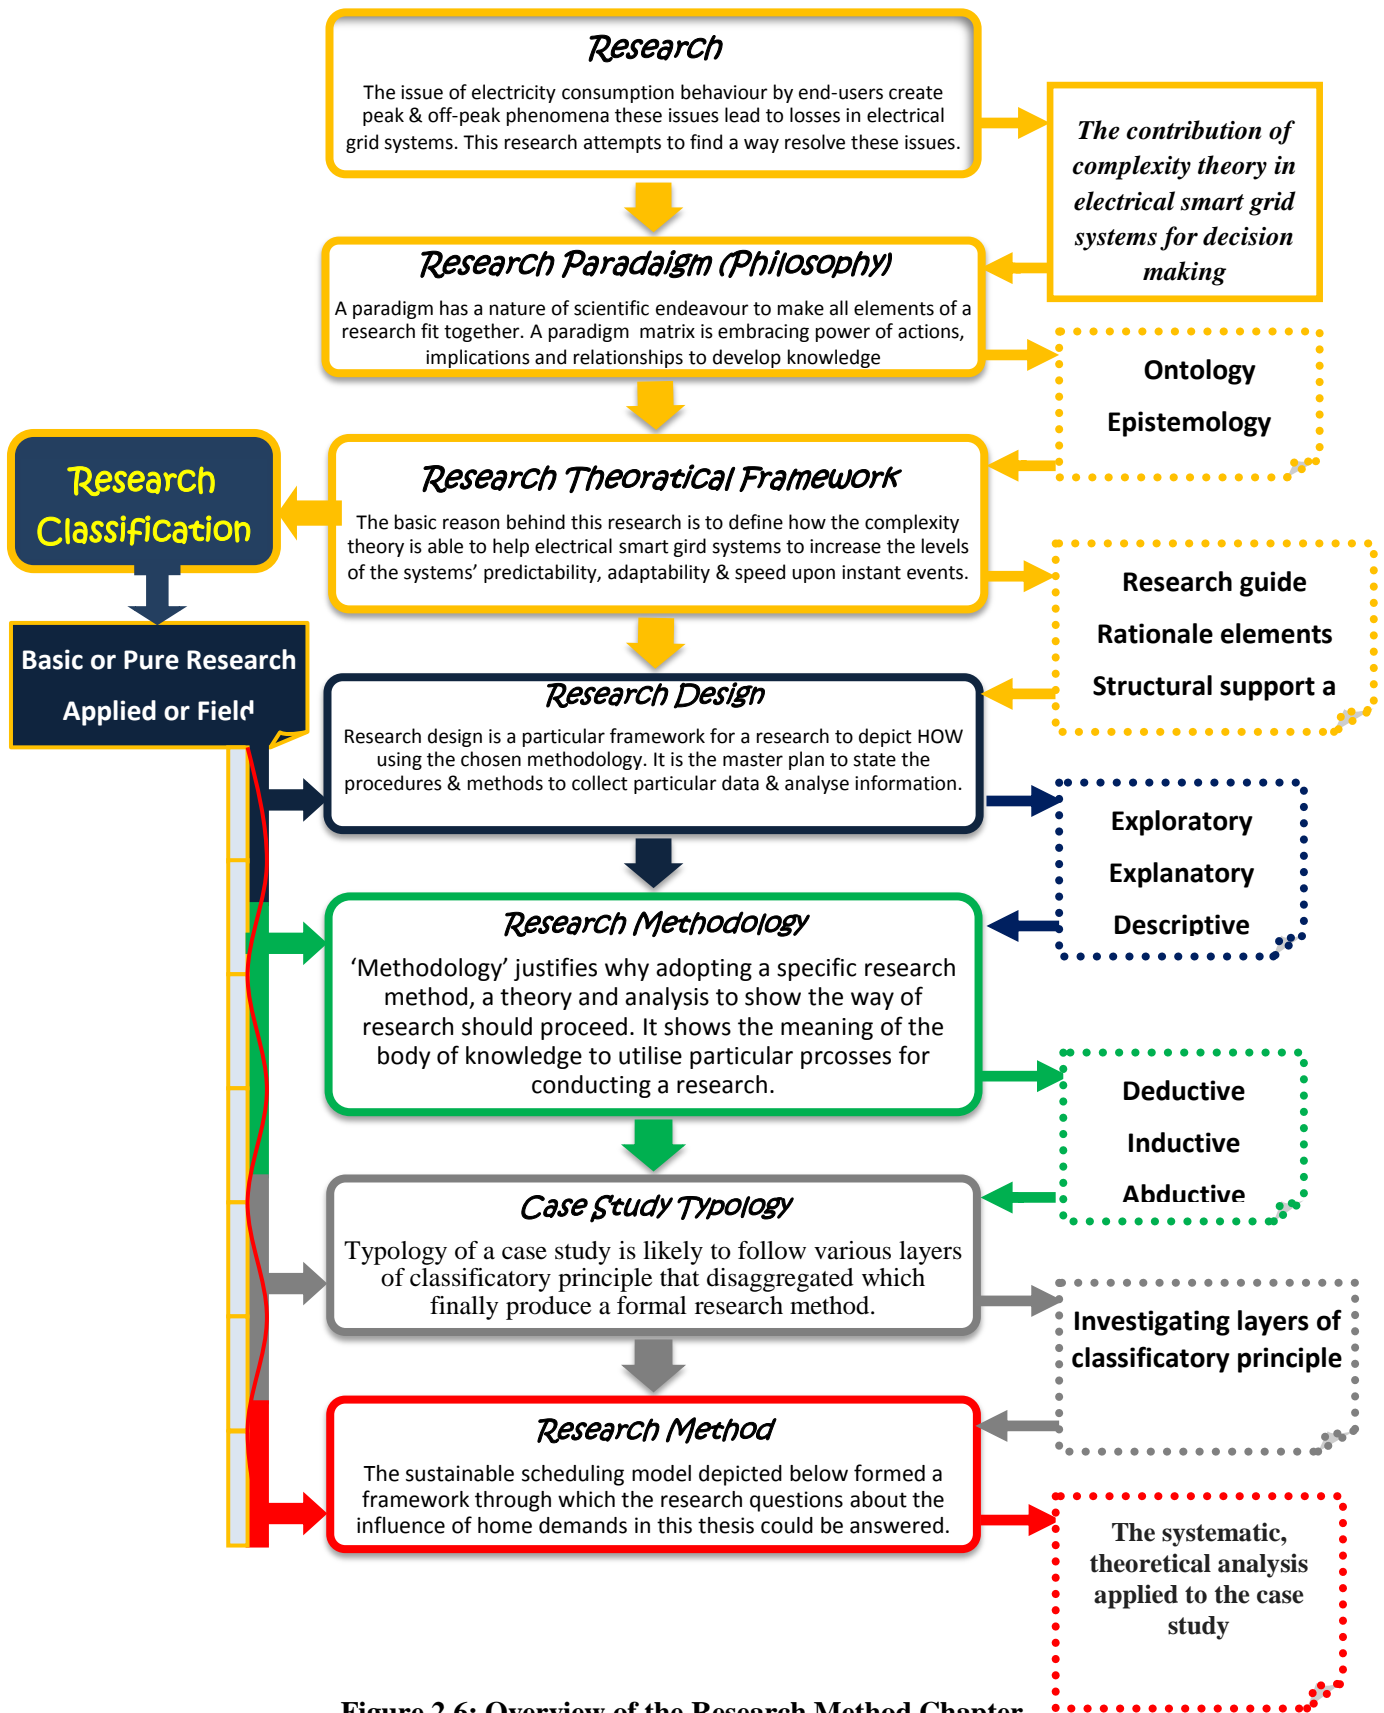 Research
The issue of electricity consumption behaviour by end-users create
peak & off-peak phenomena these issues lead to losses in electrical
grid systems. This research attempts to find a way resolve these issues.
The contribution of
complexity theory in
electrical smart grid
systems for decision
making
Research Paradaigm (Philosophy)
A paradigm has a nature of scientific endeavour to make all elements of a
research fit together. A paradigm matrix is embracing power of actions,
implications and relationships to develop knowledge
Ontology
Epistemology
Research
Classification
Research Theoratical Framework
The basic reason behind this research is to define how the complexity
theory is able to help electrical smart gird systems to increase the levels
of the systems' predictability, adaptability & speed upon instant events.
Research guide
Rationale elements
Structural support a
Basic or Pure Research
Applied or Field
Research Design
Research design is a particular framework for a research to depict HOW
using the chosen methodology. It is the master plan to state the
procedures & methods to collect particular data & analyse information.
Exploratory
Explanatory
Descriptive
Research Methodology
‘Methodology’ justifies why adopting a specific research
method, a theory and analysis to show the way of
research should proceed. It shows the meaning of the
body of knowledge to utilise particular prcosses for
conducting a research.
Deductive
Inductive
Abductive
Case Study Typology
Typology of a case study is likely to follow various layers
of classificatory principle that disaggregated which
finally produce a formal research method.
Investigating layers of
classificatory principle
Research Method
The sustainable scheduling model depicted below formed a
framework through which the research questions about the
influence of home demands in this thesis could be answered.
The systematic,
theoretical analysis
applied to the case
study
Figure 2.6: Overview of the Research Method Chapter